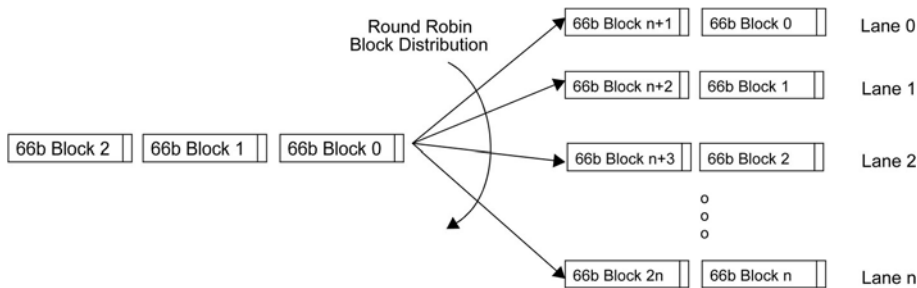 Round Robin
Block Distribution
66b Block 2
66b Block 1
66b Block 0
66b Block n+1
66b Block 0
Lane 0
66b Block n+2
66b Block 1
Lane 1
66b Block n+3
66b Block 2
Lane 2
o
o
o
66b Block 2n
66b Block n
Lane n